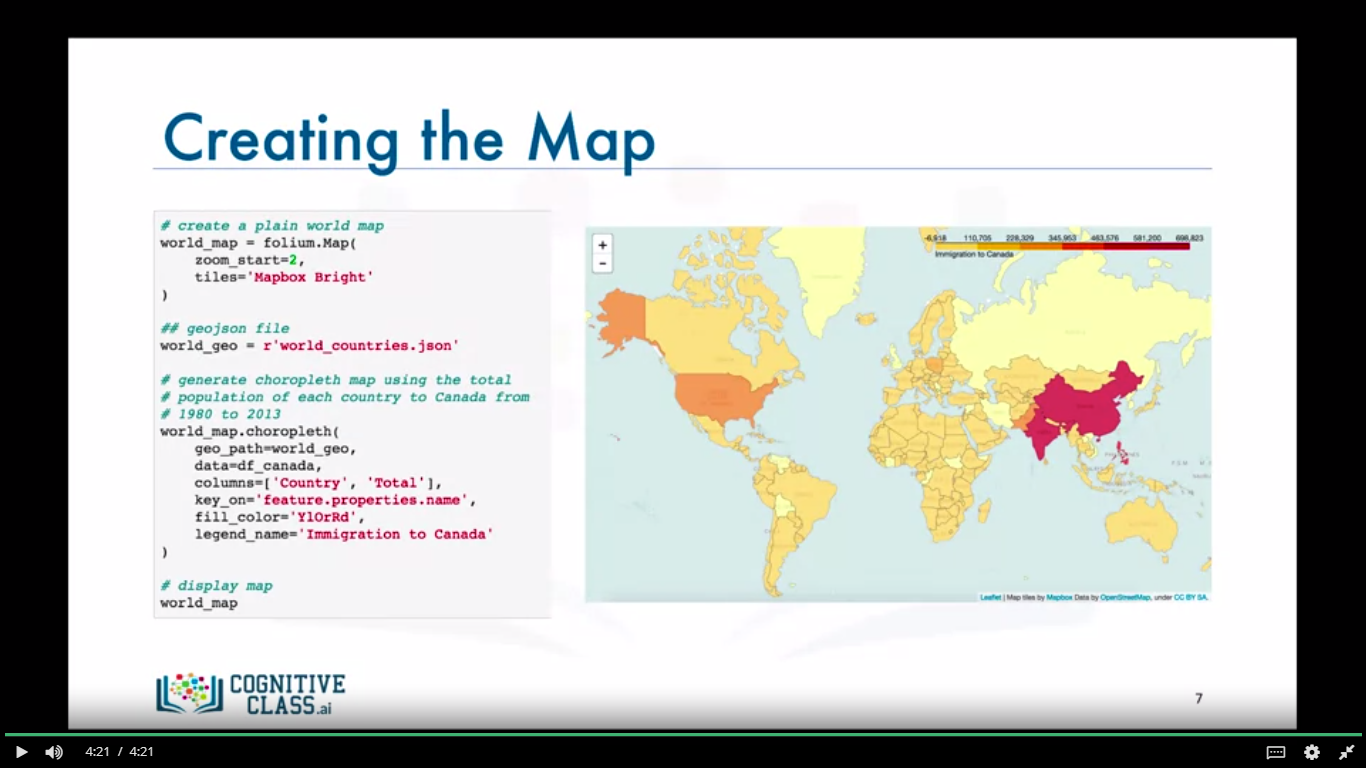 Creating the Map
# create a plain world map
world_map = folium.Map(
    zoom_start=2,
    tiles='Mapbox Bright'
)
## geojson file
world_geo = r'world_countries.json'
# generate choropleth map using the total
# population of each country to Canada from
# 1980 to 2013
world_map.choropleth(
    geo_path=world_geo,
    data=df_canada,
    columns=['Country', 'Total'],
    key_on='feature.properties.name',
    fill_color='YlOrRd',
    legend_name='Immigration to Canada'
)
# display map
world_map
+
-
-6,918 110,705 228,329 345,953 463,576 581,200 698,823
Immigration to Canada
Leaflet | Map tiles by Mapbox Data by OpenStreetMap, under CC BY SA.
COGNITIVE
CLASS.ai
7
4:21 / 4:21